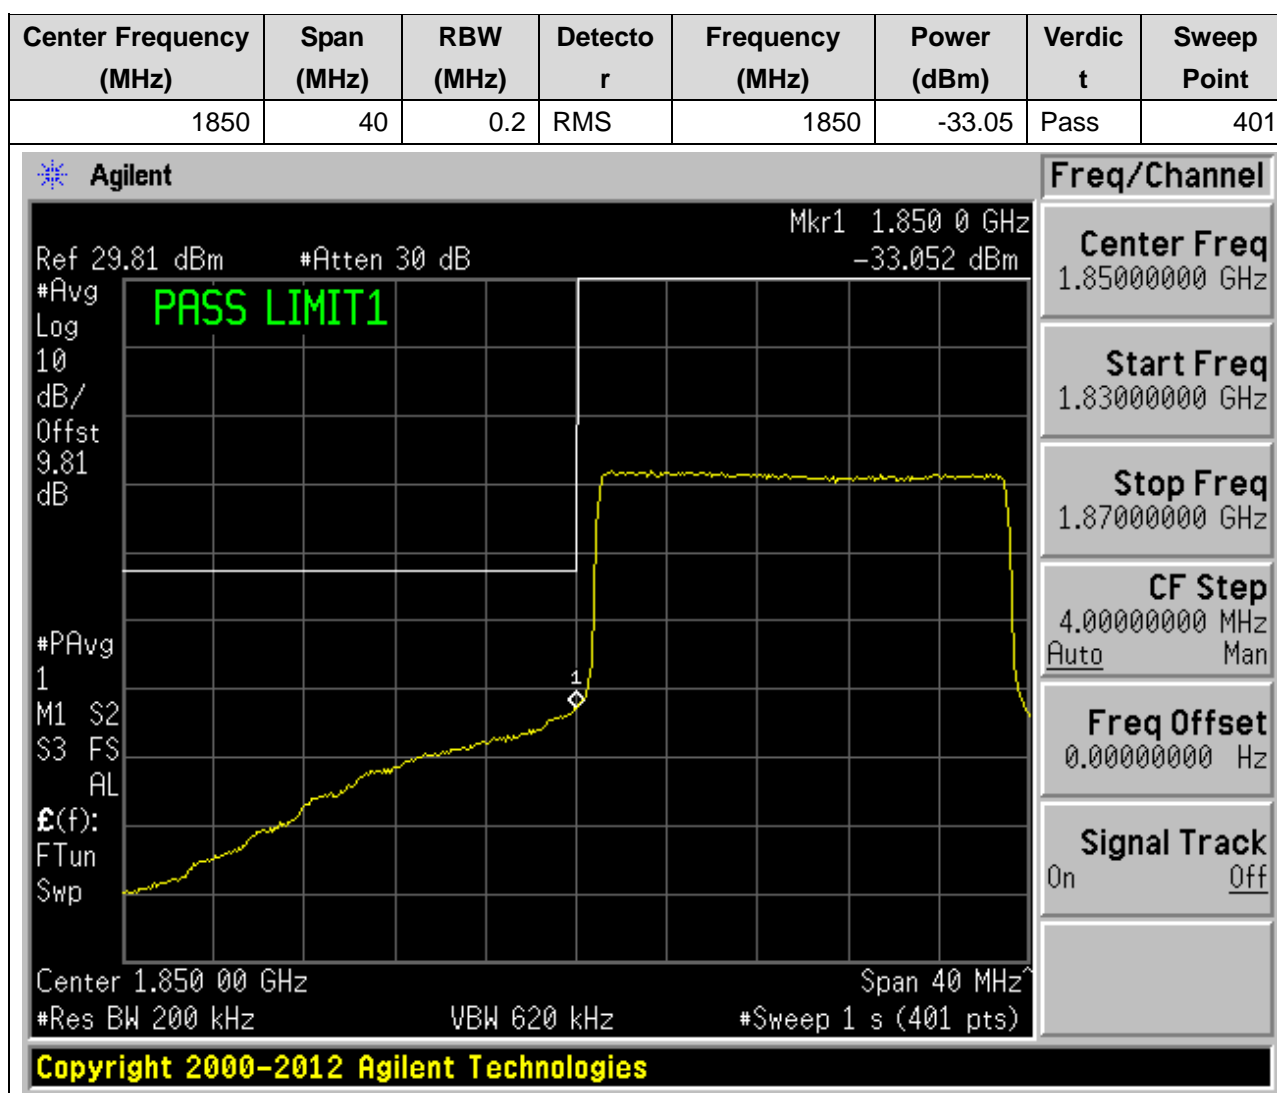 Center Frequency Span RBW Detecto Frequency Power Verdic Sweep
(MHz) (MHz) (MHz) r (MHz) (dBm) t Point
1850 40 0.2 RMS 1850 -33.05 Pass 401
Agilent Freq/Channel
Mkr1 1.850 0 GHz
Ref 29.81 dBm #Atten 30 dB -33.052 dBm
#Avg
Log
10
dB/
Offst
9.81
dB
PASS LIMIT1
1
#PAvg
1
M1 S2
S3 FS
AL
£(f):
FTun
Swp
Center 1.850 00 GHz Span 40 MHz^
#Res BW 200 kHz VBW 620 kHz #Sweep 1 s (401 pts)
Center Freq
1.85000000 GHz
Start Freq
1.83000000 GHz
Stop Freq
1.87000000 GHz
CF Step
4.00000000 MHz
Auto Man
Freq Offset
0.00000000 Hz
Signal Track
On Off
Copyright 2000-2012 Agilent Technologies